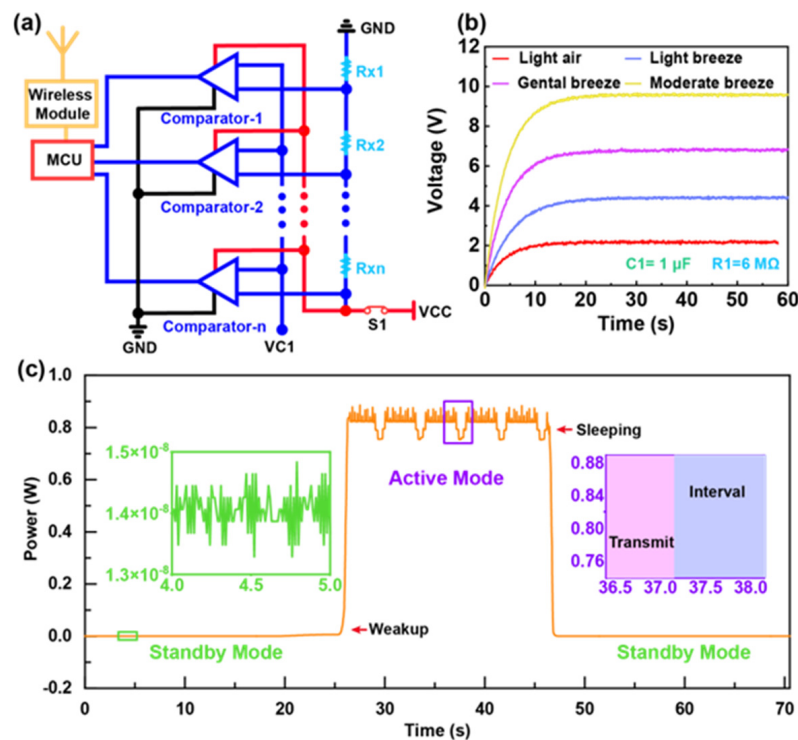 (a)
GND
Rx1
Wireless
Module
Comparator-1
Rx2
MCU
Comparator-2
Rxn
Comparator-n
S1
VCC
GND
VC1
(b)
Light air
Light breeze
Gental breeze
Moderate breeze
12
10
8
6
4
2
0
C1= 1 μF
R1=6 MΩ
0 10 20 30 40 50 60
Voltage (V)
Time (s)
(c)
1.0
0.8
0.6
0.4
0.2
0.0
-0.2
Power (W)
Sleeping
Active Mode
1.5×10⁻⁸
1.4×10⁻⁸
1.3×10⁻⁸
4.0 4.5 5.0
0.88
0.84
0.80
0.76
Interval
Transmit
36.5 37.0 37.5 38.0
Weakup
Standby Mode
Standby Mode
0 10 20 30 40 50 60 70
Time (s)